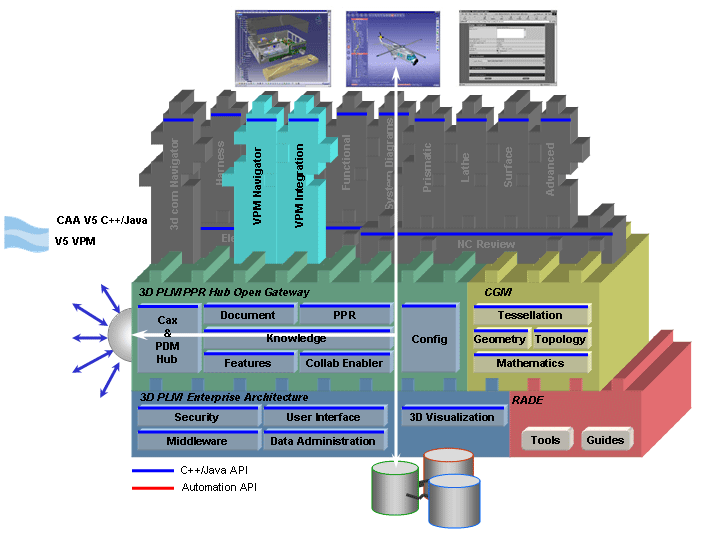 3d com Navigator
Harness
VPM Navigator
VPM Integration
Functional
System Diagrams
Prismatic
Lathe
Surface
Advanced
CAA V5 C++/Java
V5 VPM
Ele
NC Review
3D PLM PPR Hub Open Gateway
CGM
Document
PPR
Tessellation
Cax
&
PDM
Hub
Knowledge
Config
Geometry
Topology
Features
Collab Enabler
Mathematics
3D PLM Enterprise Architecture
RADE
Security
User Interface
3D Visualization
Middleware
Data Administration
Tools
Guides
C++/Java API
Automation API